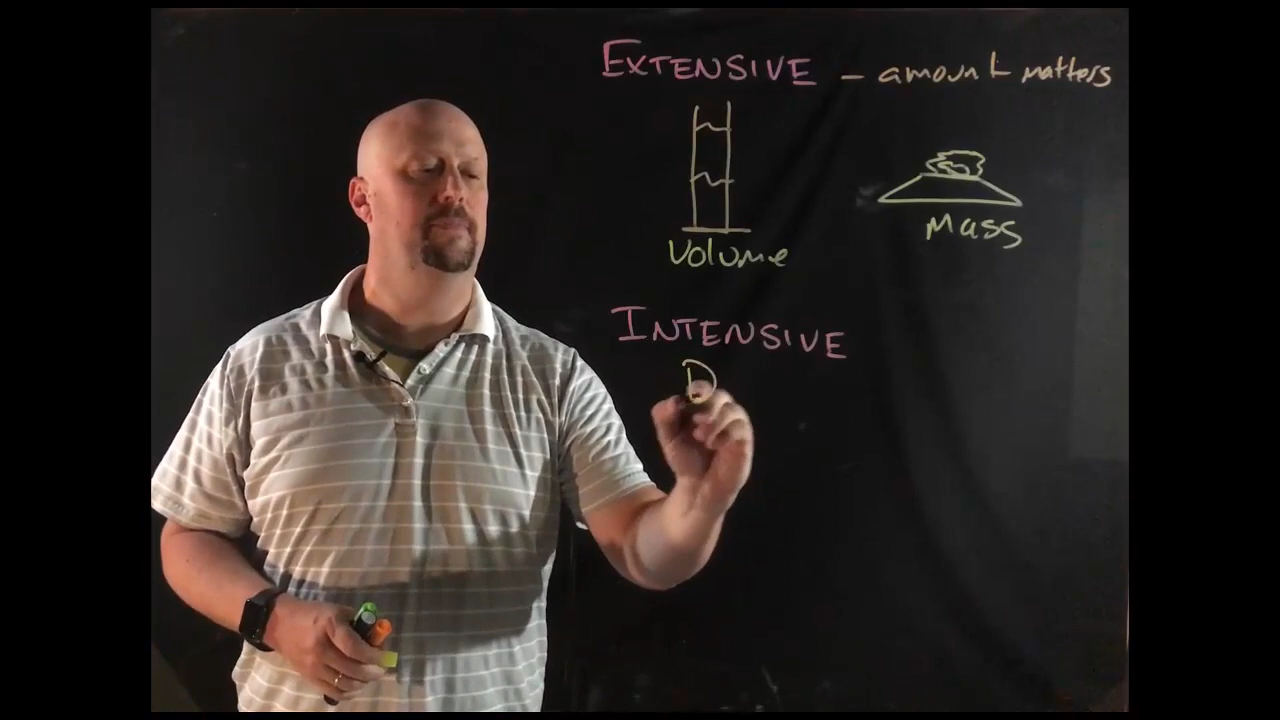 EXTENSIVE - amount matters
Volume
Mass
INTENSIVE
D